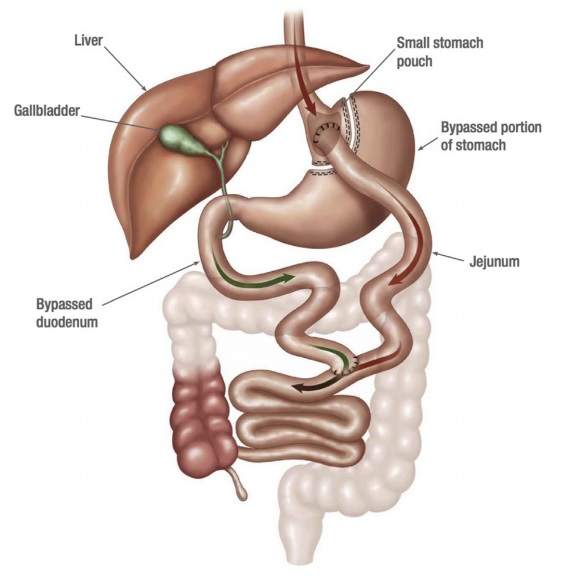 Liver
Small stomach
pouch
Gallbladder
Bypassed portion
of stomach
Jejunum
Bypassed
duodenum